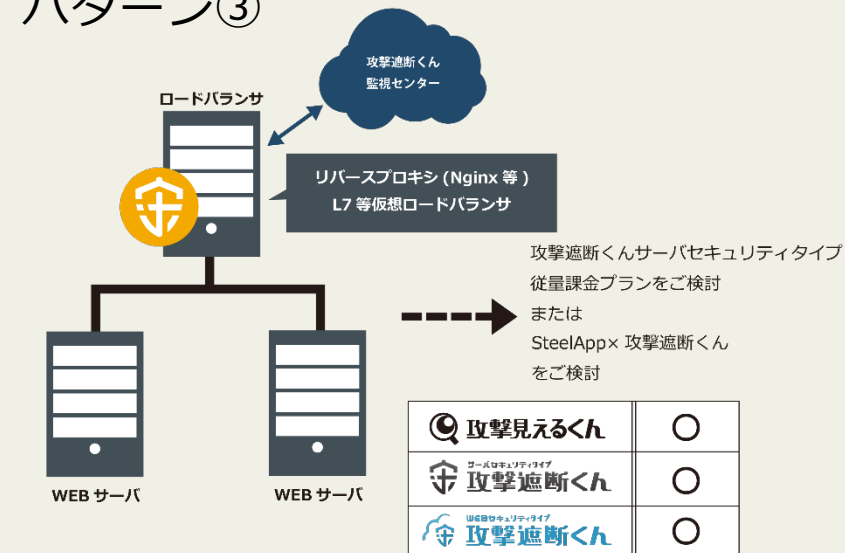 パターン③
攻撃遮断くん
監視センター
ロードバランサ
リバースプロキシ (Nginx 等 )
L7 等仮想ロードバランサ
攻撃遮断くんサーバセキュリティタイプ
従量課金プランをご検討
または
SteelApp× 攻撃遮断くん
をご検討
WEB サーバ
WEB サーバ
攻撃見えるくん ○
サーバセキュリティタイプ
攻撃遮断くん ○
WEBセキュリティタイプ
攻撃遮断くん ○